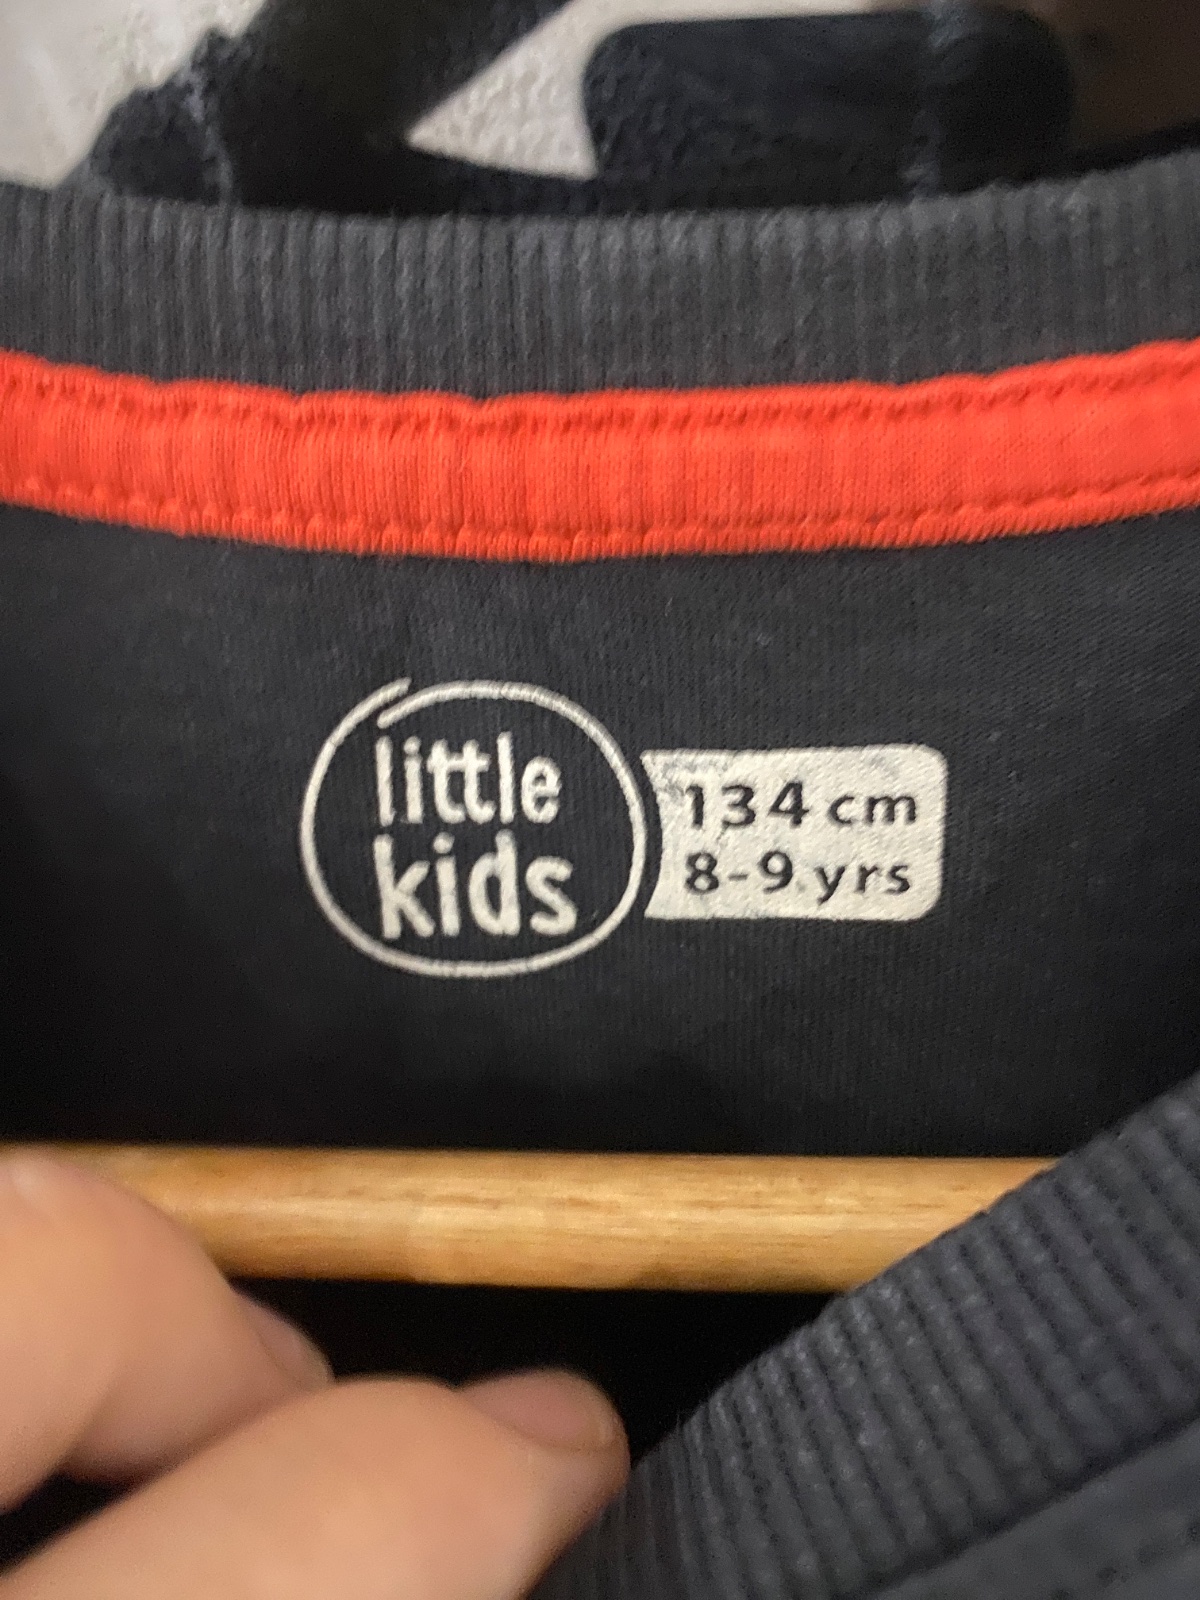 little
kids
134 cm
8-9 yrs